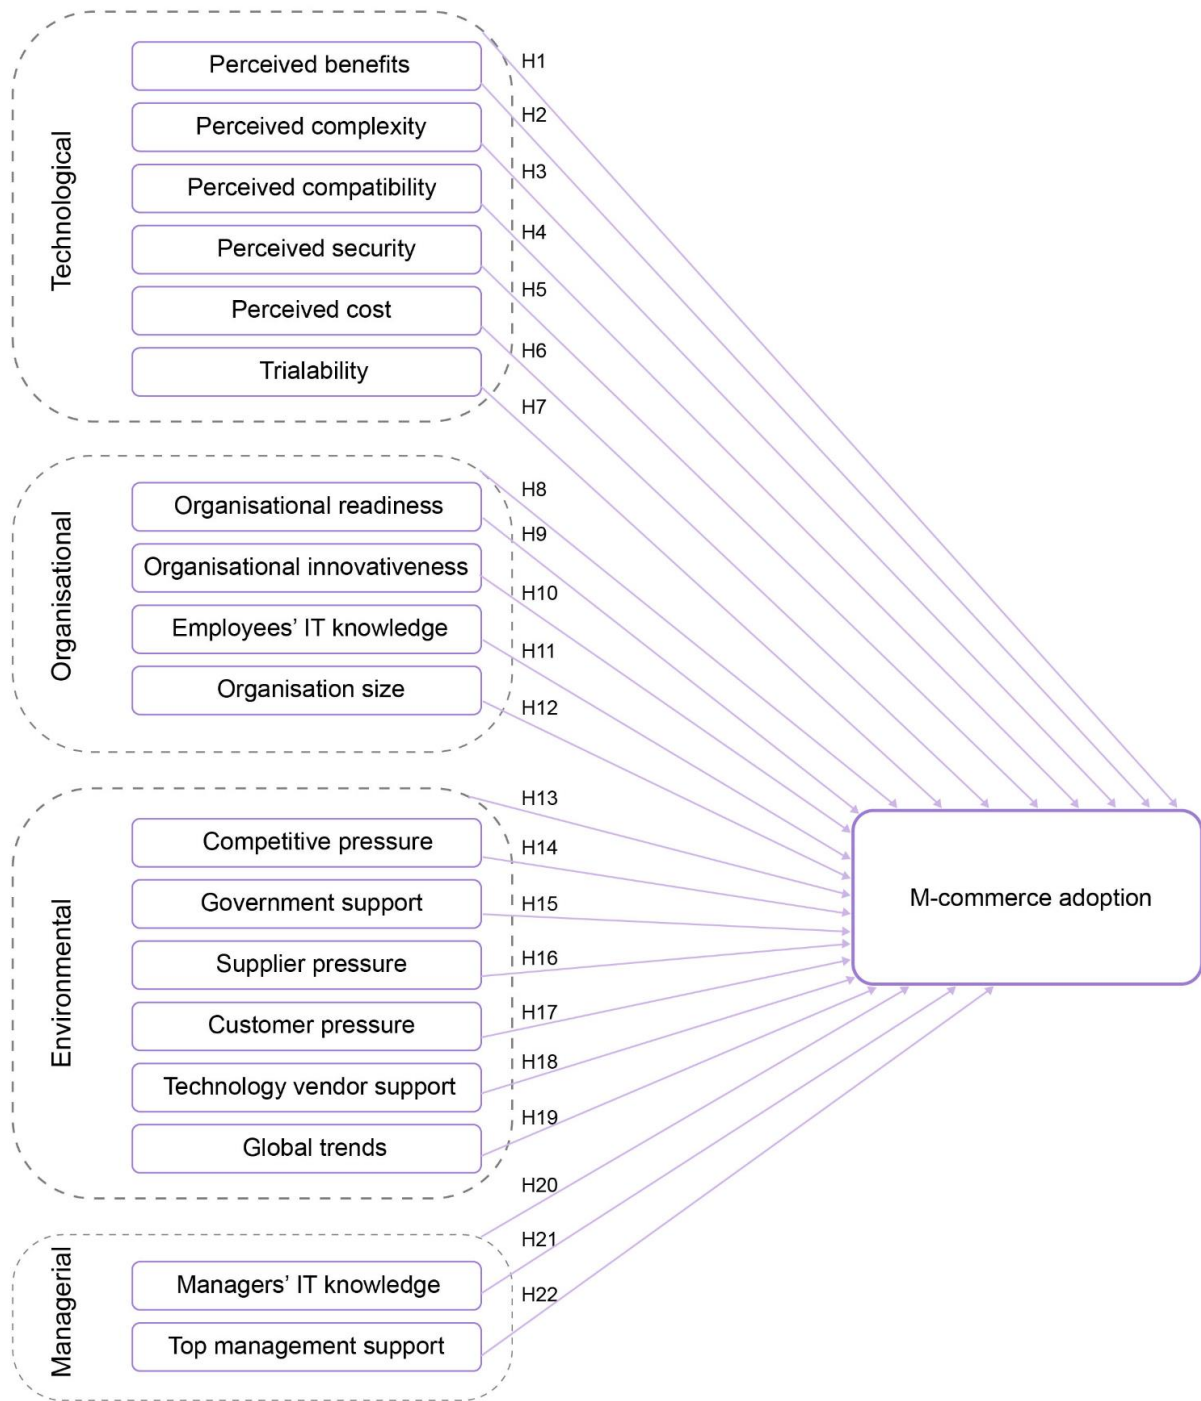 Technological
Perceived benefits
Perceived complexity
Perceived compatibility
Perceived security
Perceived cost
Trialability
H1
H2
H3
H4
H5
H6
H7
Organisational
Organisational readiness
Organisational innovativeness
Employees’ IT knowledge
Organisation size
H8
H9
H10
H11
H12
Environmental
Competitive pressure
Government support
Supplier pressure
Customer pressure
Technology vendor support
Global trends
H13
H14
H15
H16
H17
H18
H19
Managerial
Managers’ IT knowledge
Top management support
H20
H21
H22
M-commerce adoption